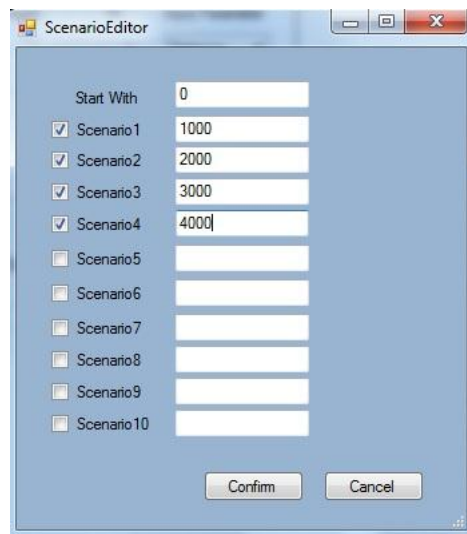 ScenarioEditor
Start With 0
Scenario1 1000
Scenario2 2000
Scenario3 3000
Scenario4 4000
Scenario5
Scenario6
Scenario7
Scenario8
Scenario9
Scenario10
Confirm Cancel